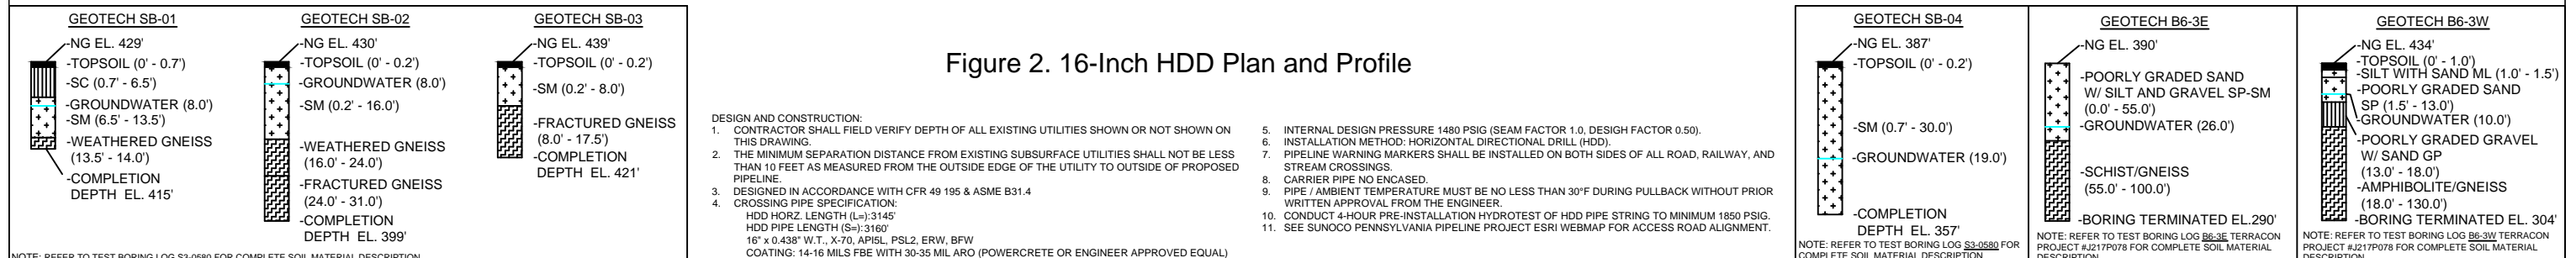 GEOTECH SB-01
-NG EL. 429'
-TOPSOIL (0' - 0.7')
-SC (0.7' - 6.5')
-GROUNDWATER (8.0')
-SM (6.5' - 13.5')
-WEATHERED GNEISS
(13.5' - 14.0')
-COMPLETION
DEPTH EL. 415'
GEOTECH SB-02
-NG EL. 430'
-TOPSOIL (0' - 0.2')
-GROUNDWATER (8.0')
-SM (0.2' - 16.0')
-WEATHERED GNEISS
(16.0' - 24.0')
-FRACTURED GNEISS
(24.0' - 31.0')
-COMPLETION
DEPTH EL. 399'
GEOTECH SB-03
-NG EL. 439'
-TOPSOIL (0' - 0.2')
-SM (0.2' - 8.0')
-FRACTURED GNEISS
(8.0' - 17.5')
-COMPLETION
DEPTH EL. 421'
NOTE: REFER TO TEST BORING LOG S3-0580 FOR COMPLETE SOIL MATERIAL DESCRIPTION
Figure 2. 16-Inch HDD Plan and Profile
DESIGN AND CONSTRUCTION:
1. CONTRACTOR SHALL FIELD VERIFY DEPTH OF ALL EXISTING UTILITIES SHOWN OR NOT SHOWN ON
THIS DRAWING.
2. THE MINIMUM SEPARATION DISTANCE FROM EXISTING SUBSURFACE UTILITIES SHALL NOT BE LESS
THAN 10 FEET AS MEASURED FROM THE OUTSIDE EDGE OF THE UTILITY TO OUTSIDE OF PROPOSED
PIPELINE.
3. DESIGNED IN ACCORDANCE WITH CFR 49 195 & ASME B31.4
4. CROSSING PIPE SPECIFICATION:
HDD HORZ. LENGTH (L=):3145'
HDD PIPE LENGTH (S=):3160'
16" x 0.438" W.T., X-70, API5L, PSL2, ERW, BFW
COATING: 14-16 MILS FBE WITH 30-35 MIL ARO (POWERCRETE OR ENGINEER APPROVED EQUAL)
5. INTERNAL DESIGN PRESSURE 1480 PSIG (SEAM FACTOR 1.0, DESIGH FACTOR 0.50).
6. INSTALLATION METHOD: HORIZONTAL DIRECTIONAL DRILL (HDD).
7. PIPELINE WARNING MARKERS SHALL BE INSTALLED ON BOTH SIDES OF ALL ROAD, RAILWAY, AND
STREAM CROSSINGS.
8. CARRIER PIPE NO ENCASED.
9. PIPE / AMBIENT TEMPERATURE MUST BE NO LESS THAN 30°F DURING PULLBACK WITHOUT PRIOR
WRITTEN APPROVAL FROM THE ENGINEER.
10. CONDUCT 4-HOUR PRE-INSTALLATION HYDROTEST OF HDD PIPE STRING TO MINIMUM 1850 PSIG.
11. SEE SUNOCO PENNSYLVANIA PIPELINE PROJECT ESRI WEBMAP FOR ACCESS ROAD ALIGNMENT.
GEOTECH SB-04
-NG EL. 387'
-TOPSOIL (0' - 0.2')
-SM (0.7' - 30.0')
-GROUNDWATER (19.0')
-COMPLETION
DEPTH EL. 357'
NOTE: REFER TO TEST BORING LOG S3-0580 FOR
COMPLETE SOIL MATERIAL DESCRIPTION
GEOTECH B6-3E
-NG EL. 390'
-POORLY GRADED SAND
W/ SILT AND GRAVEL SP-SM
(0.0' - 55.0')
-GROUNDWATER (26.0')
-SCHIST/GNEISS
(55.0' - 100.0')
-BORING TERMINATED EL.290'
NOTE: REFER TO TEST BORING LOG B6-3E TERRACON
PROJECT #J217P078 FOR COMPLETE SOIL MATERIAL
DESCRIPTION
GEOTECH B6-3W
-NG EL. 434'
-TOPSOIL (0' - 1.0')
-SILT WITH SAND ML (1.0' - 1.5')
-POORLY GRADED SAND
SP (1.5' - 13.0')
-GROUNDWATER (10.0')
-POORLY GRADED GRAVEL
W/ SAND GP
(13.0' - 18.0')
-AMPHIBOLITE/GNEISS
(18.0' - 130.0')
-BORING TERMINATED EL. 304'
NOTE: REFER TO TEST BORING LOG B6-3W TERRACON
PROJECT #J217P078 FOR COMPLETE SOIL MATERIAL
DESCRIPTION